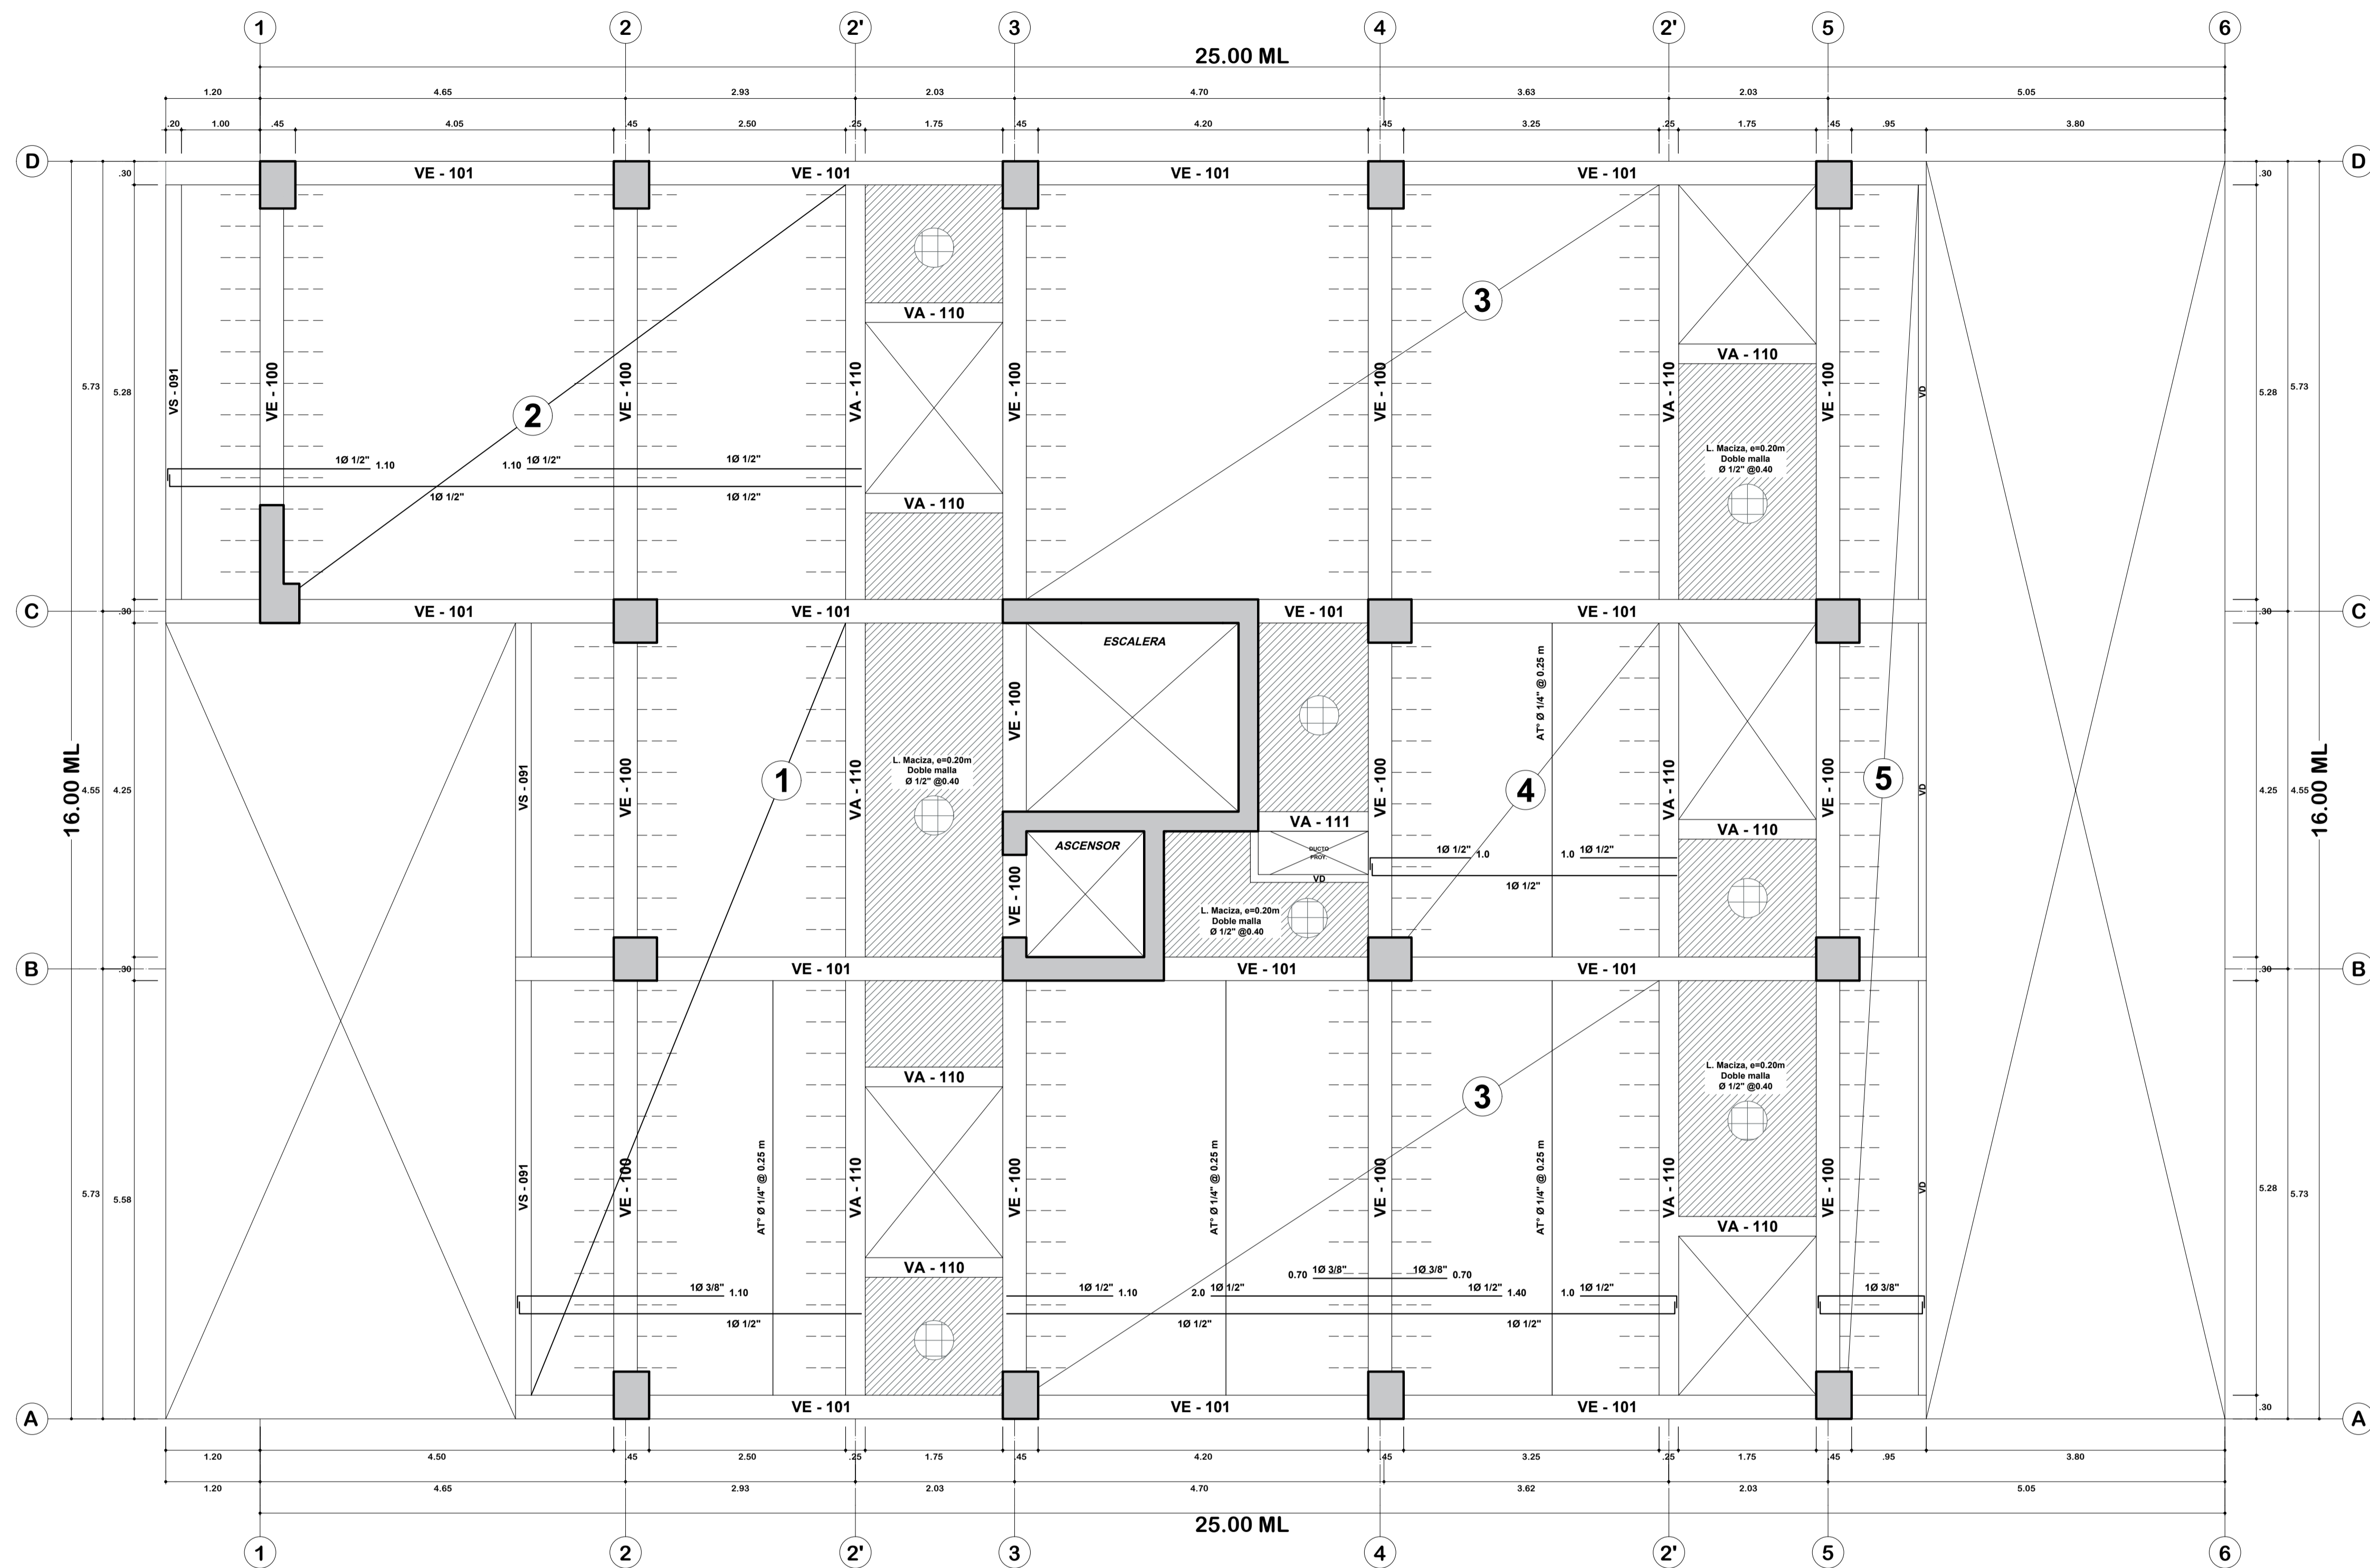 1 2 2' 3 4 2' 5 6
25.00 ML
1.20 4.65 2.93 2.03 4.70 3.63 2.03 5.05
.20 1.00 .45 4.05 .45 2.50 .25 1.75 .45 4.20 .45 3.25 .25 1.75 .45 .95 3.80
D .30 VE - 101 VE - 101 VE - 101 VE - 101 .30 D
3
VA - 110
VA - 110
5.73 5.28 VS - 091 VE - 100 VE - 100 VA - 110 VE - 100 VE - 100 VA - 110 VE - 100 VD 5.28 5.73
2
L. Maciza, e=0.20m
Doble malla
Ø 1/2" @0.40
1Ø 1/2" 1.10 1.10 1Ø 1/2" 1Ø 1/2"
1Ø 1/2" 1Ø 1/2"
VA - 110
C .30 VE - 101 VE - 101 VE - 101 VE - 101 .30 C
ESCALERA
AT° Ø 1/4" @ 0.25 m
VE - 100
16.00 ML 4.55 4.25 VS - 091 VE - 100 1 VA - 110 VE - 100 4 VA - 110 VE - 100 5 VD 4.25 4.55 16.00 ML
L. Maciza, e=0.20m
Doble malla
Ø 1/2" @0.40
VA - 111
VA - 110
ASCENSOR
DUCTO
PROY.
1Ø 1/2" 1.0 1.0 1Ø 1/2"
VD
1Ø 1/2"
VE - 100
L. Maciza, e=0.20m
Doble malla
Ø 1/2" @0.40
B .30 VE - 101 VE - 101 VE - 101 .30 B
L. Maciza, e=0.20m
Doble malla
Ø 1/2" @0.40
VA - 110
3
5.73 5.58 VS - 091 VE - 100 AT° Ø 1/4" @ 0.25 m VA - 110 VE - 100 AT° Ø 1/4" @ 0.25 m VE - 100 AT° Ø 1/4" @ 0.25 m VA - 110 VE - 100 VD 5.28 5.73
VA - 110
VA - 110
0.70 1Ø 3/8" 1Ø 3/8" 0.70
1Ø 3/8" 1.10 1Ø 1/2" 1.10 2.0 1Ø 1/2" 1Ø 1/2" 1.40 1.0 1Ø 1/2" 1Ø 3/8"
1Ø 1/2" 1Ø 1/2" 1Ø 1/2"
A VE - 101 VE - 101 VE - 101 .30 A
1.20 4.50 .45 2.50 .25 1.75 .45 4.20 .45 3.25 .25 1.75 .45 .95 3.80
1.20 4.65 2.93 2.03 4.70 3.62 2.03 5.05
25.00 ML
1 2 2' 3 4 2' 5 6